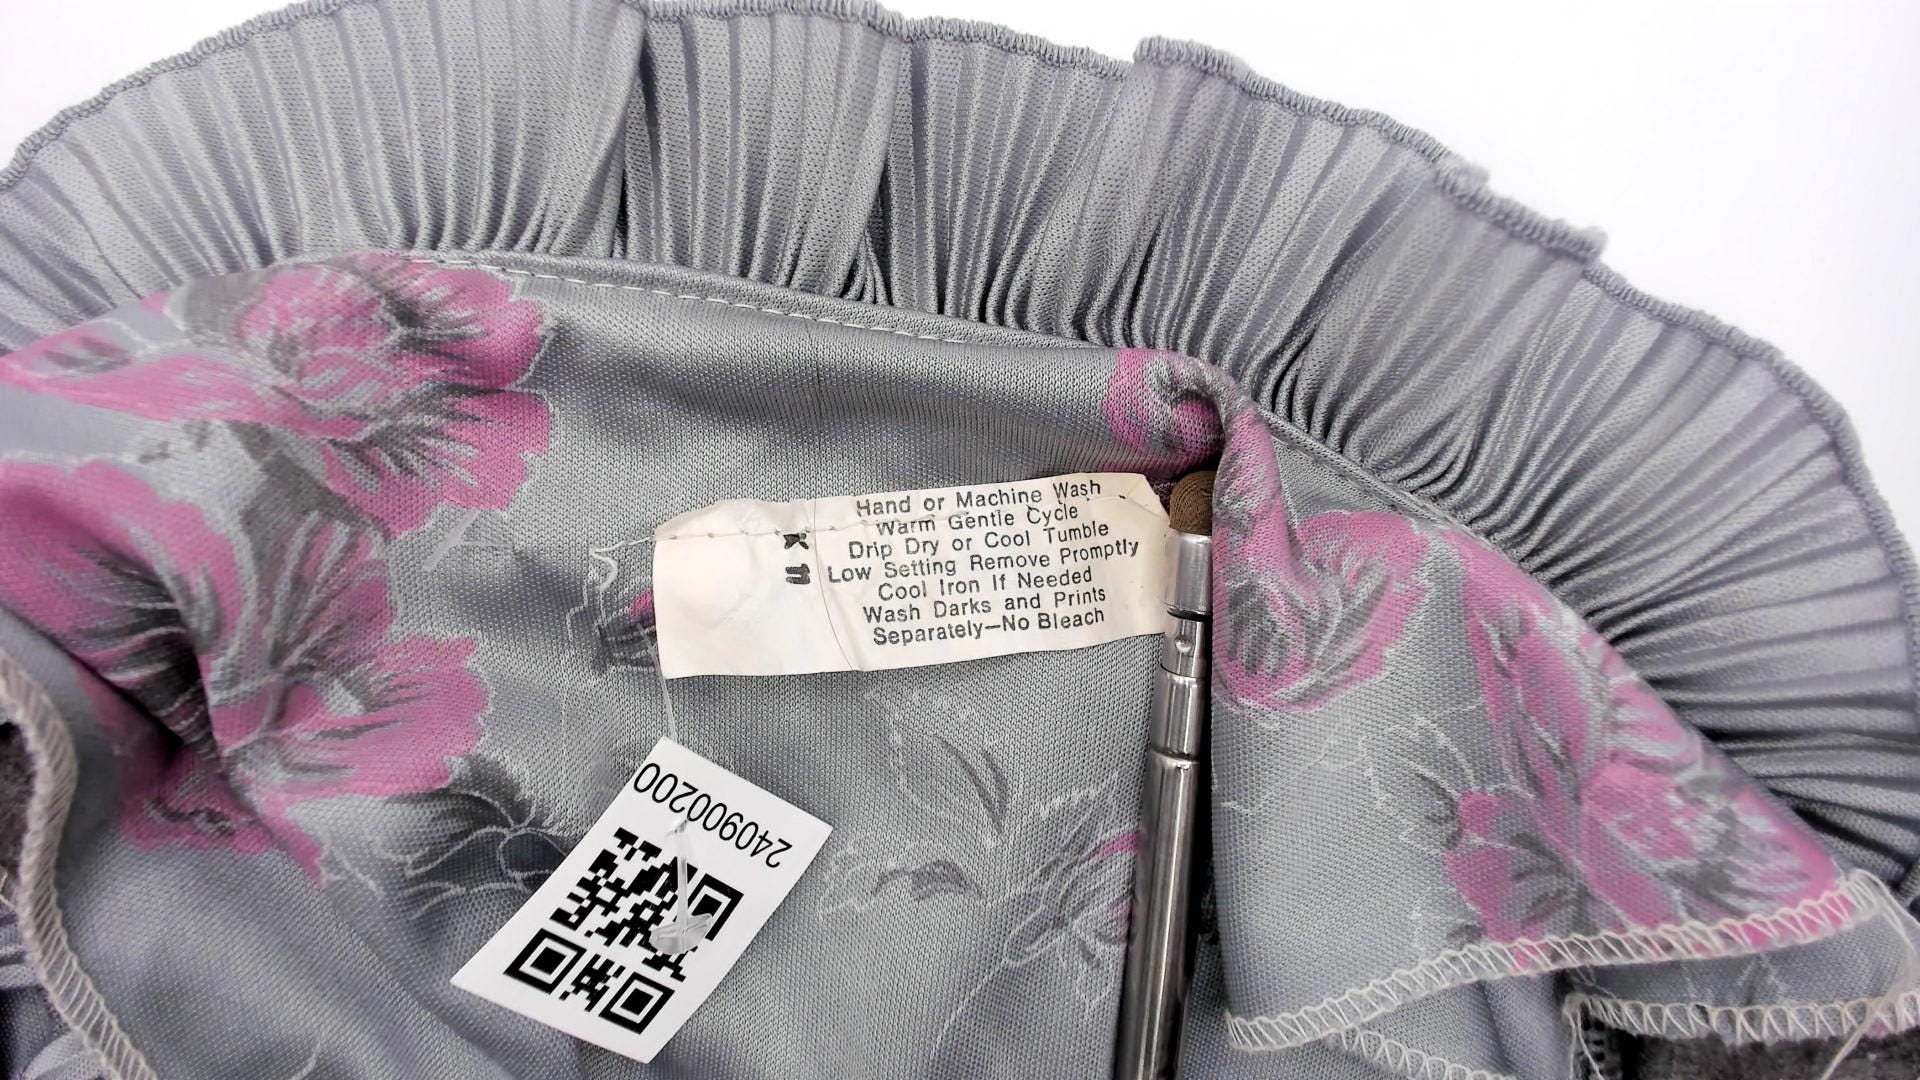 Hand or Machine Wash
Warm Gentle Cycle
Drip Dry or Cool Tumble
Low Setting Remove Promptly
Cool Iron If Needed
Wash Darks and Prints
Separately—No Bleach
240900200